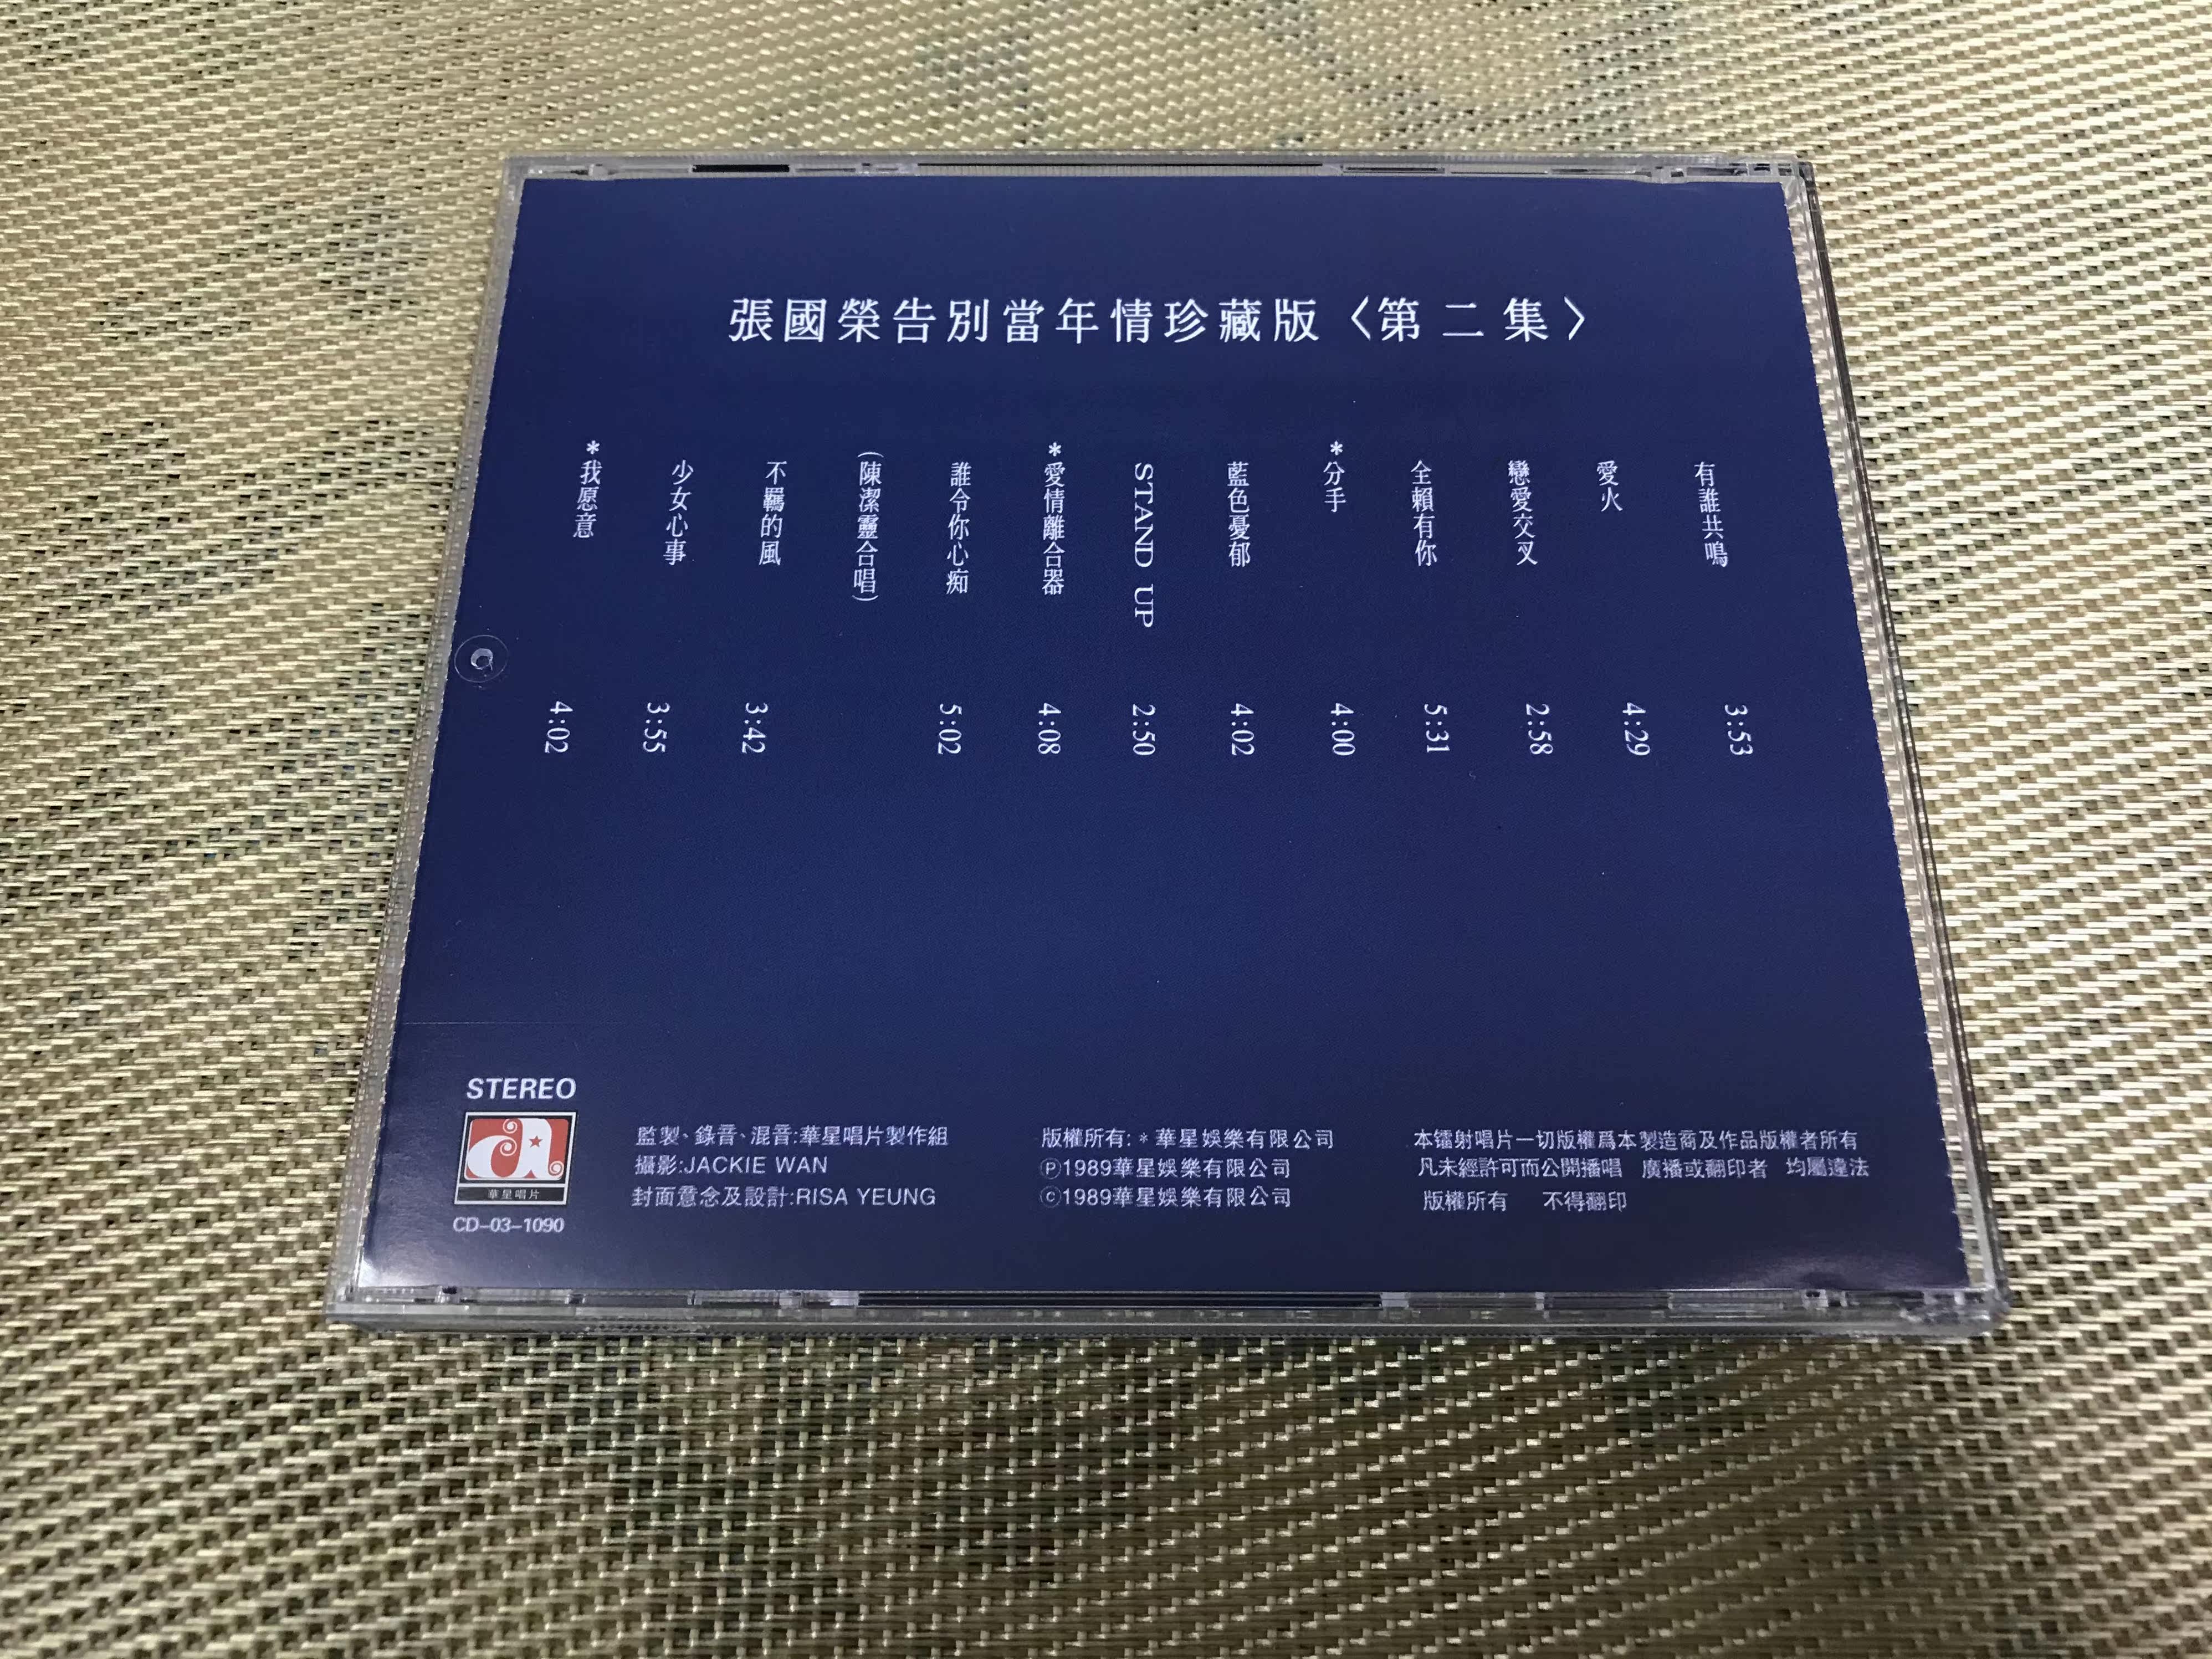 張國榮告別當年情珍藏版〈第二集〉
有誰共鳴 3:53
愛火 4:29
戀愛交叉 2:58
全賴有你 5:31
*分手 4:00
藍色憂郁 4:02
STAND UP 2:50
*愛情離合器 4:08
誰令你心痴 5:02
(陳潔靈合唱)
不羈的風 3:42
少女心事 3:55
*我愿意 4:02
STEREO
華星唱片
CD-03-1090
監製、錄音、混音:華星唱片製作組
攝影:JACKIE WAN
封面意念及設計:RISA YEUNG
版權所有:*華星娛樂有限公司
Ⓟ1989華星娛樂有限公司
©1989華星娛樂有限公司
本镭射唱片一切版權爲本製造商及作品版權者所有
凡未經許可而公開播唱 廣播或翻印者 均屬違法
版權所有 不得翻印